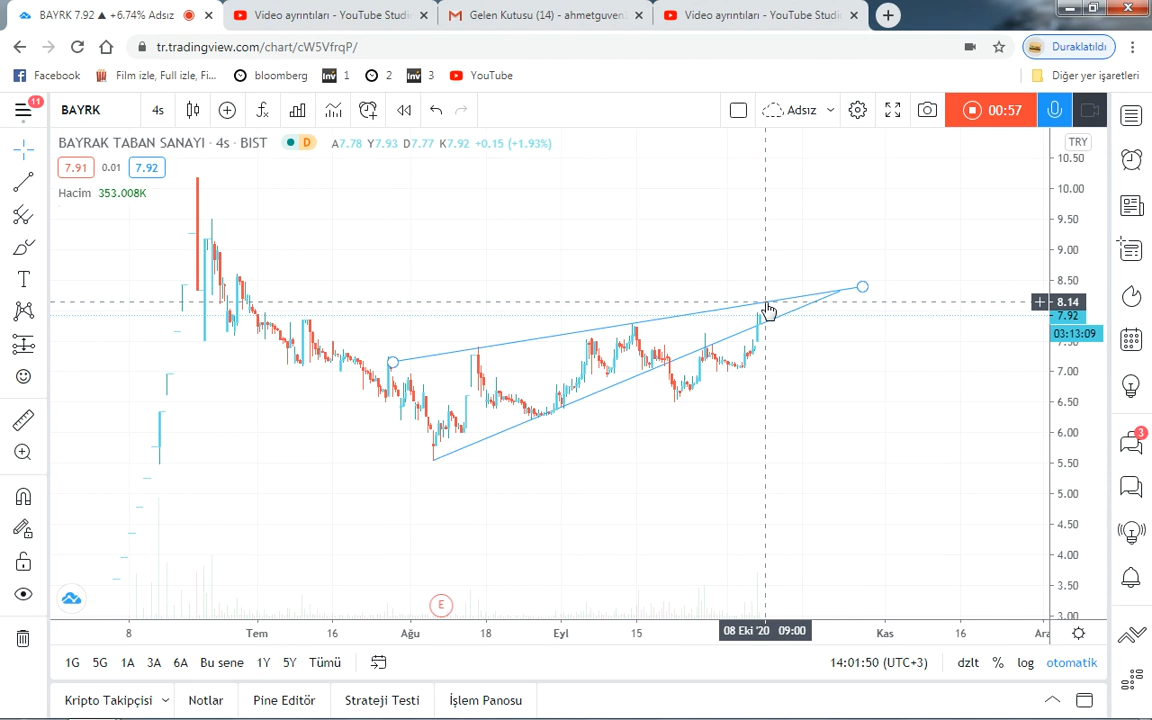 BAYRK 7.92 ▲ +6.74% Adsız
Video ayrıntıları - YouTube Studi
Gelen Kutusu (14) - ahmetguven1
Video ayrıntıları - YouTube Studi
tr.tradingview.com/chart/cW5VfrqP/
Duraklatıldı
Facebook
Film izle, Full izle, Fi...
bloomberg
Inv 1
2
Inv 3
YouTube
Diğer yer işaretleri
11
BAYRK
4s
Adsız
00:57
BAYRAK TABAN SANAYI · 4s · BIST
D
A7.78 Y7.93 D7.77 K7.92 +0.15 (+1.93%)
TRY
7.91
0.01
7.92
Hacim 353.008K
10.50
10.00
9.50
9.00
8.50
8.14
7.92
03:13:09
7.00
6.50
6.00
5.50
5.00
4.50
4.00
3.50
3.00
3
E
8
Tem
16
Ağu
18
Eyl
15
08 Eki '20 09:00
Kas
16
Ara
1G 5G 1A 3A 6A Bu sene 1Y 5Y Tümü
14:01:50 (UTC+3)
dzlt % log otomatik
Kripto Takipçisi
Notlar
Pine Editör
Strateji Testi
İşlem Panosu